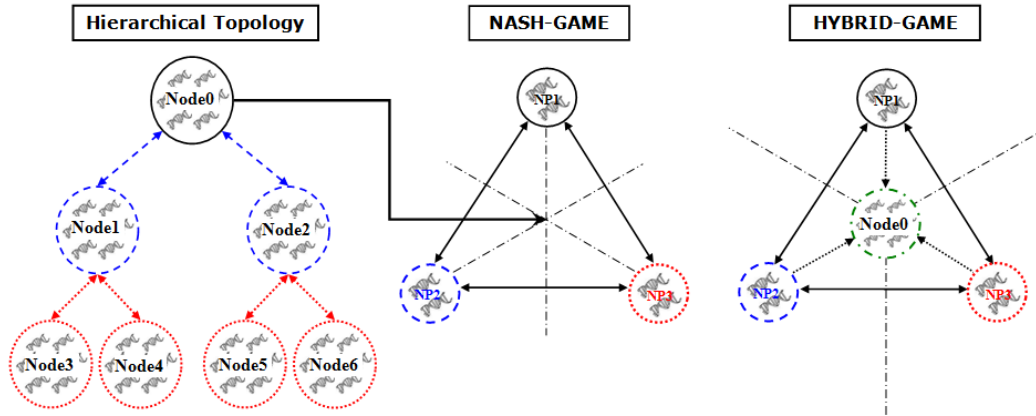 Hierarchical Topology
NASH-GAME
HYBRID-GAME
Node0
NP1
NP1
Node1
Node2
Node0
NP2
NP3
NP2
NP3
Node3
Node4
Node5
Node6